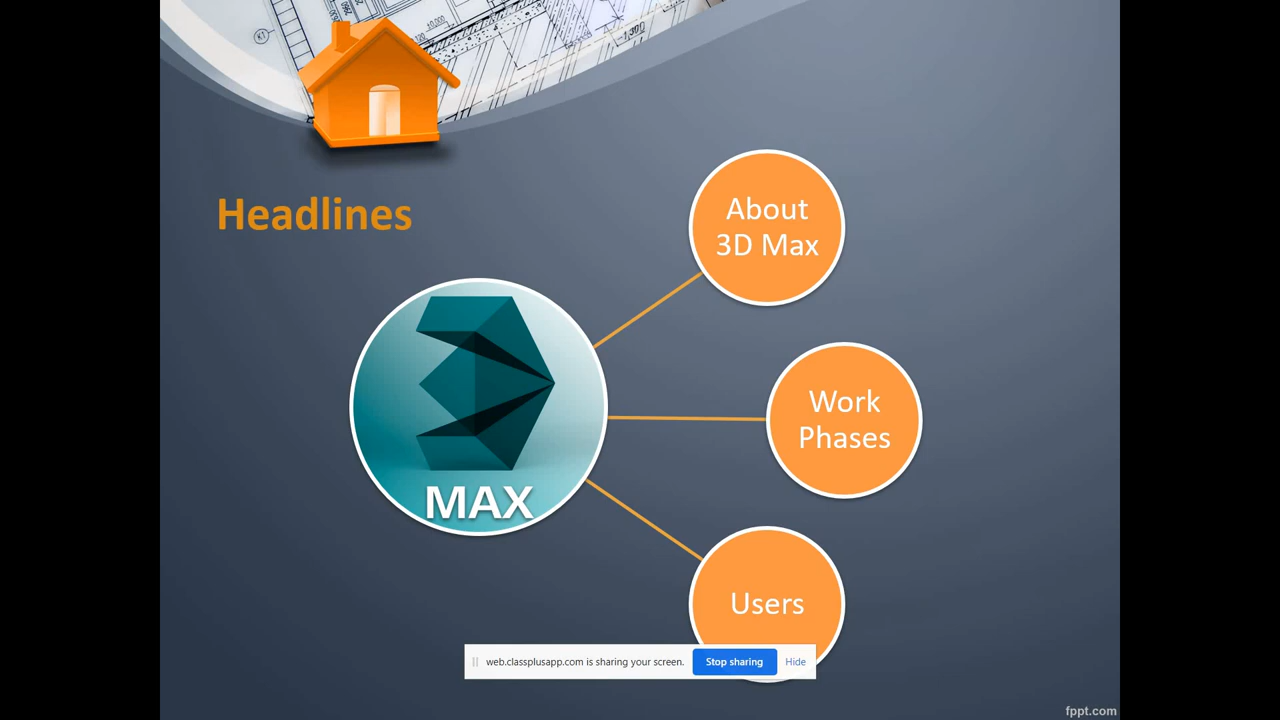 Headlines
About
3D Max
Work
Phases
MAX
Users
web.classplusapp.com is sharing your screen. Stop sharing Hide
fppt.com